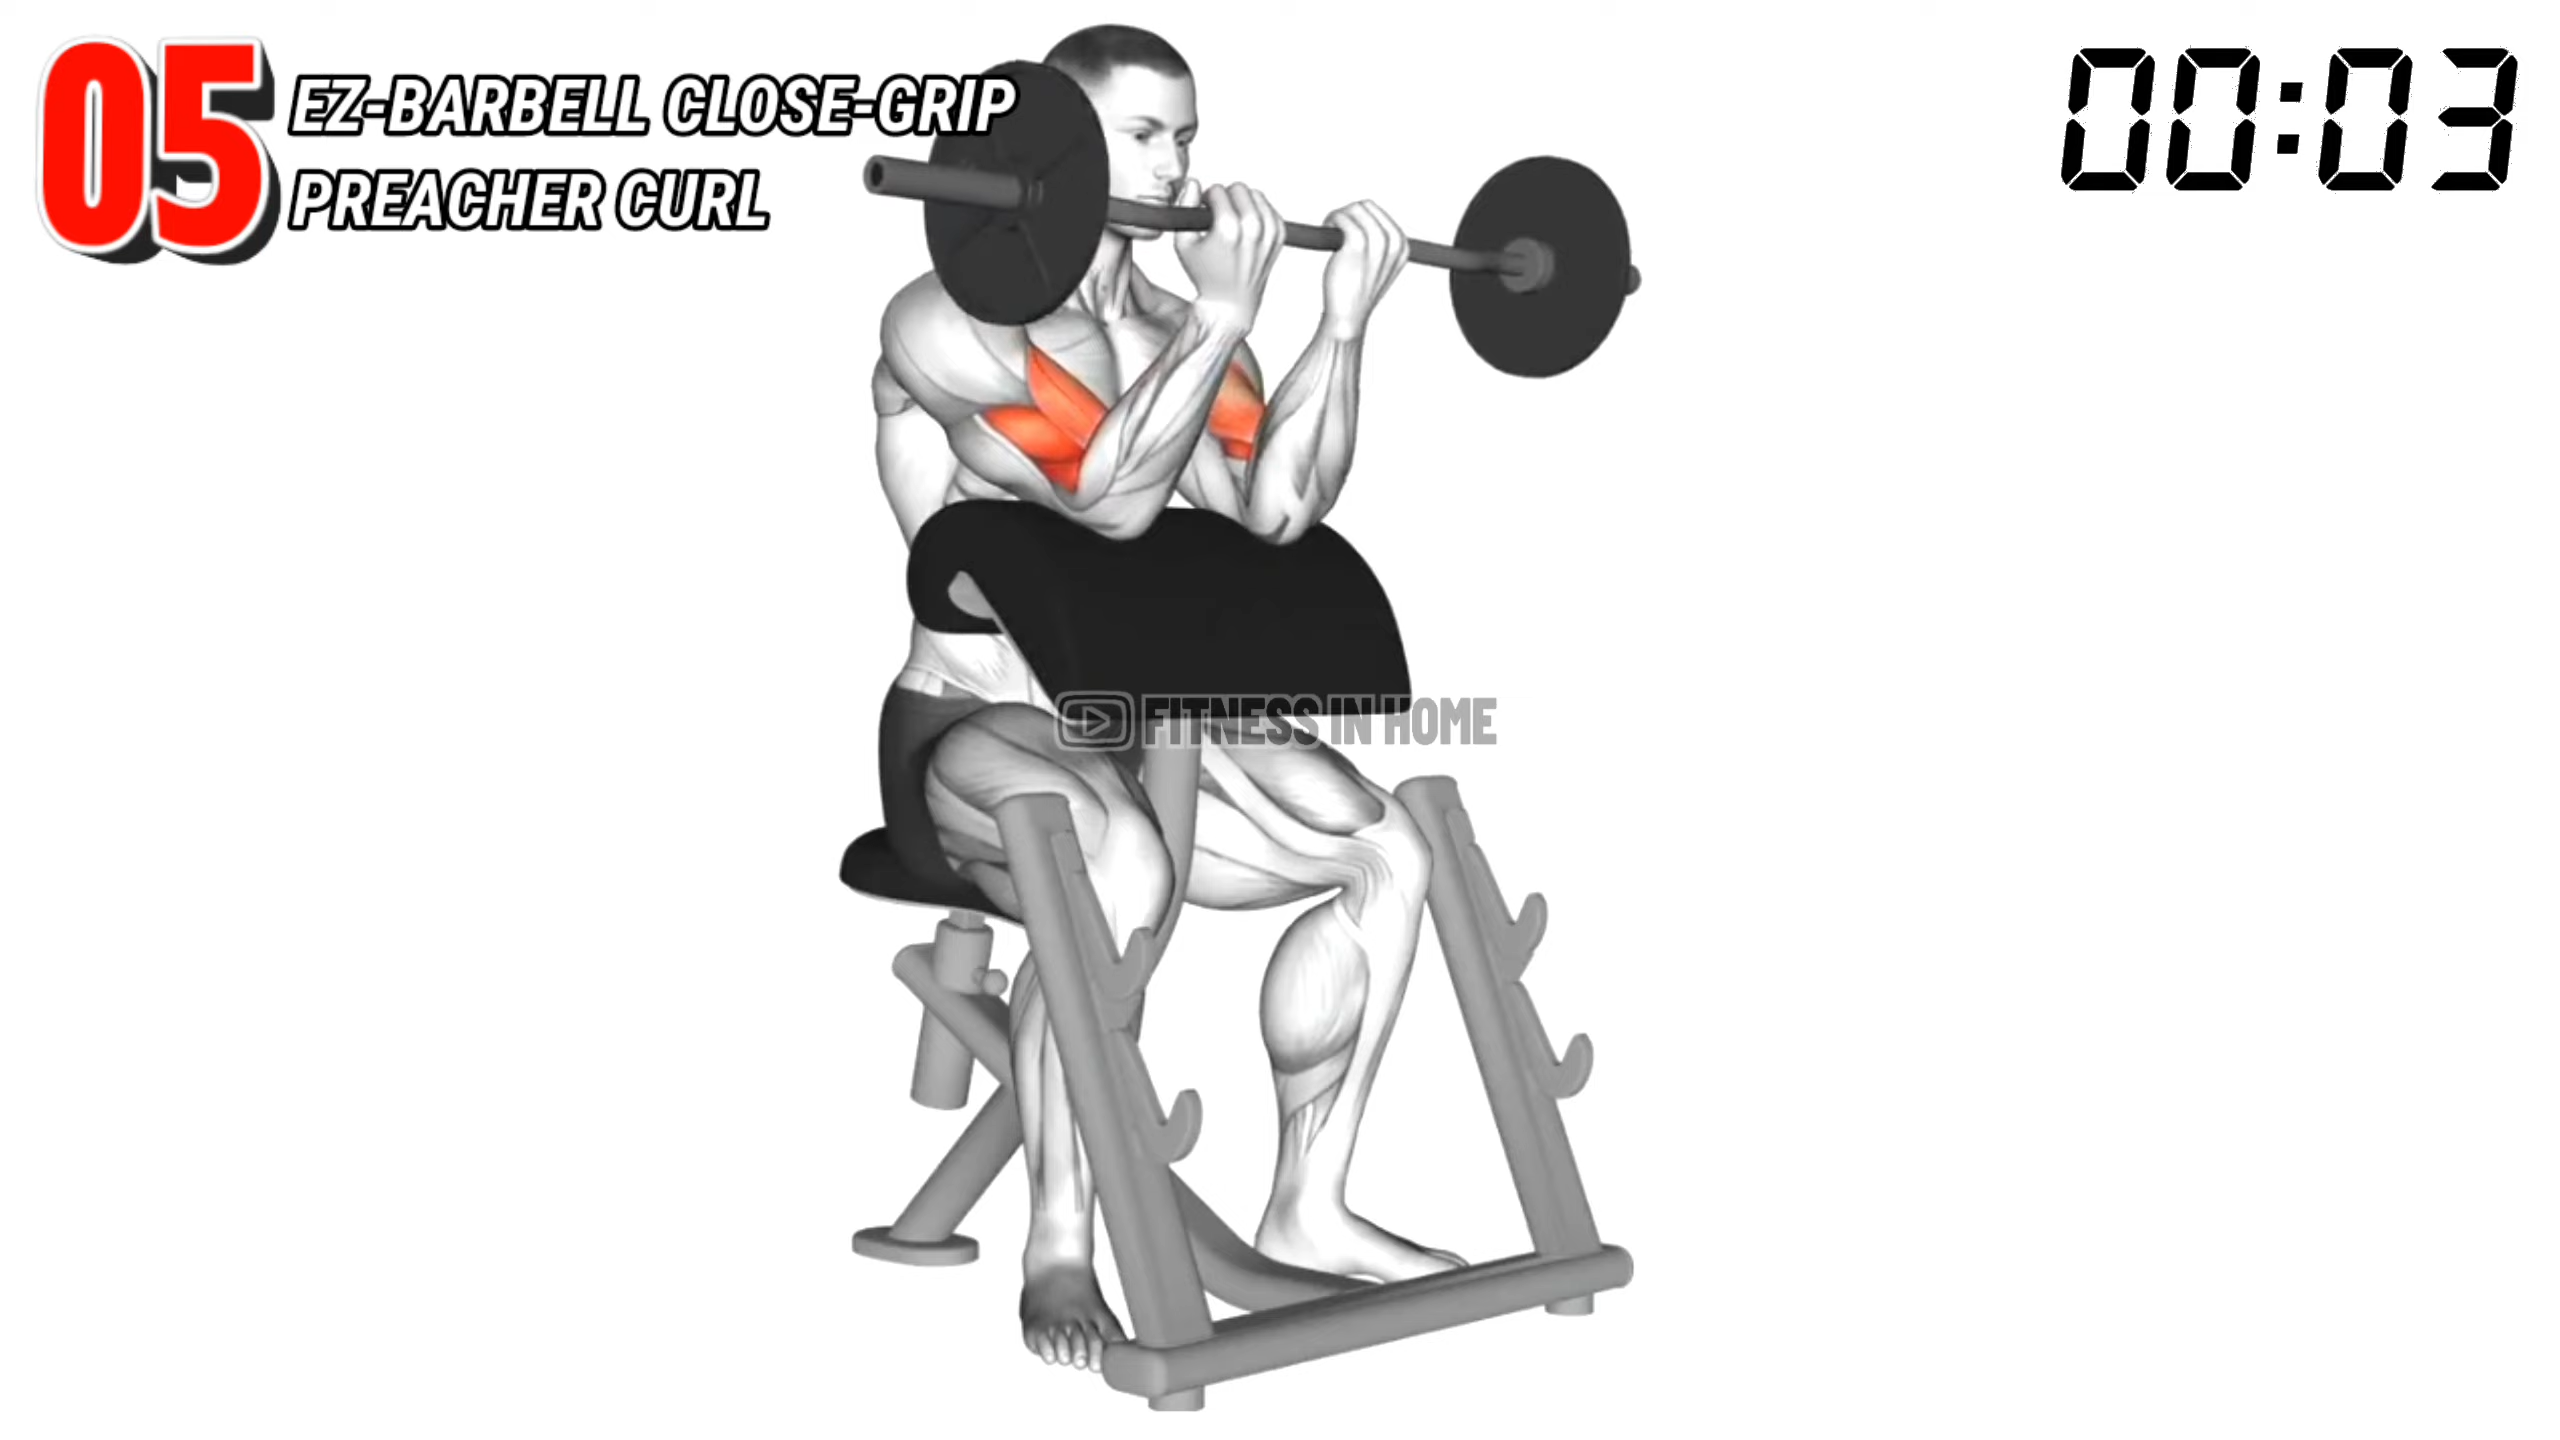 05
EZ-BARBELL CLOSE-GRIP
PREACHER CURL
00:03
FITNESS IN HOME